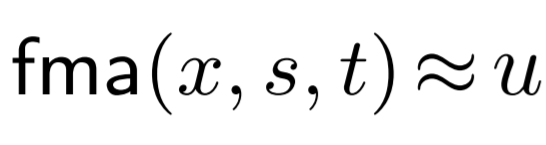 fma(x, s, t) ≈ u